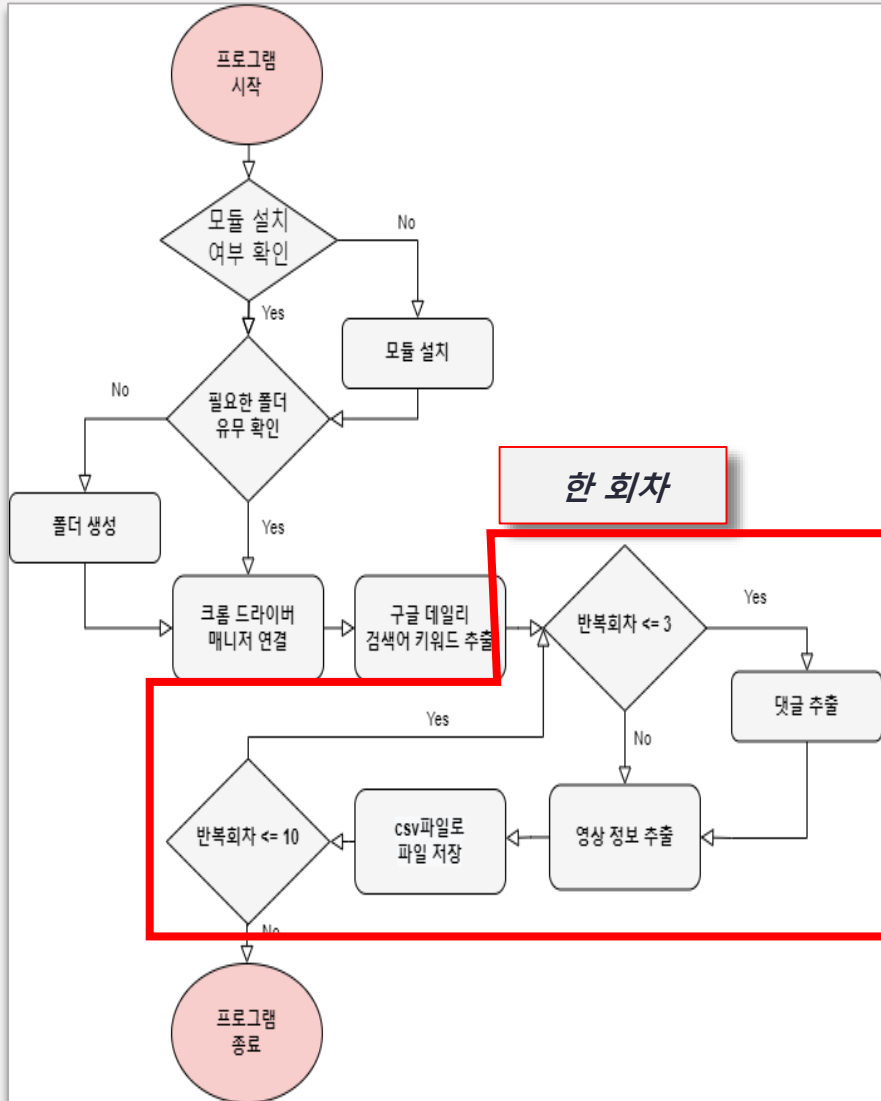 프로그램
시작
모듈 설치
여부 확인
No
Yes
모듈 설치
필요한 폴더
유무 확인
No
한 회차
폴더 생성
Yes
크롬 드라이버
매니저 연결
구글 데일리
검색어 키워드 추출
반복회차 <= 3
Yes
댓글 추출
Yes
No
반복회차 <= 10
csv파일로
파일 저장
영상 정보 추출
No
프로그램
종료